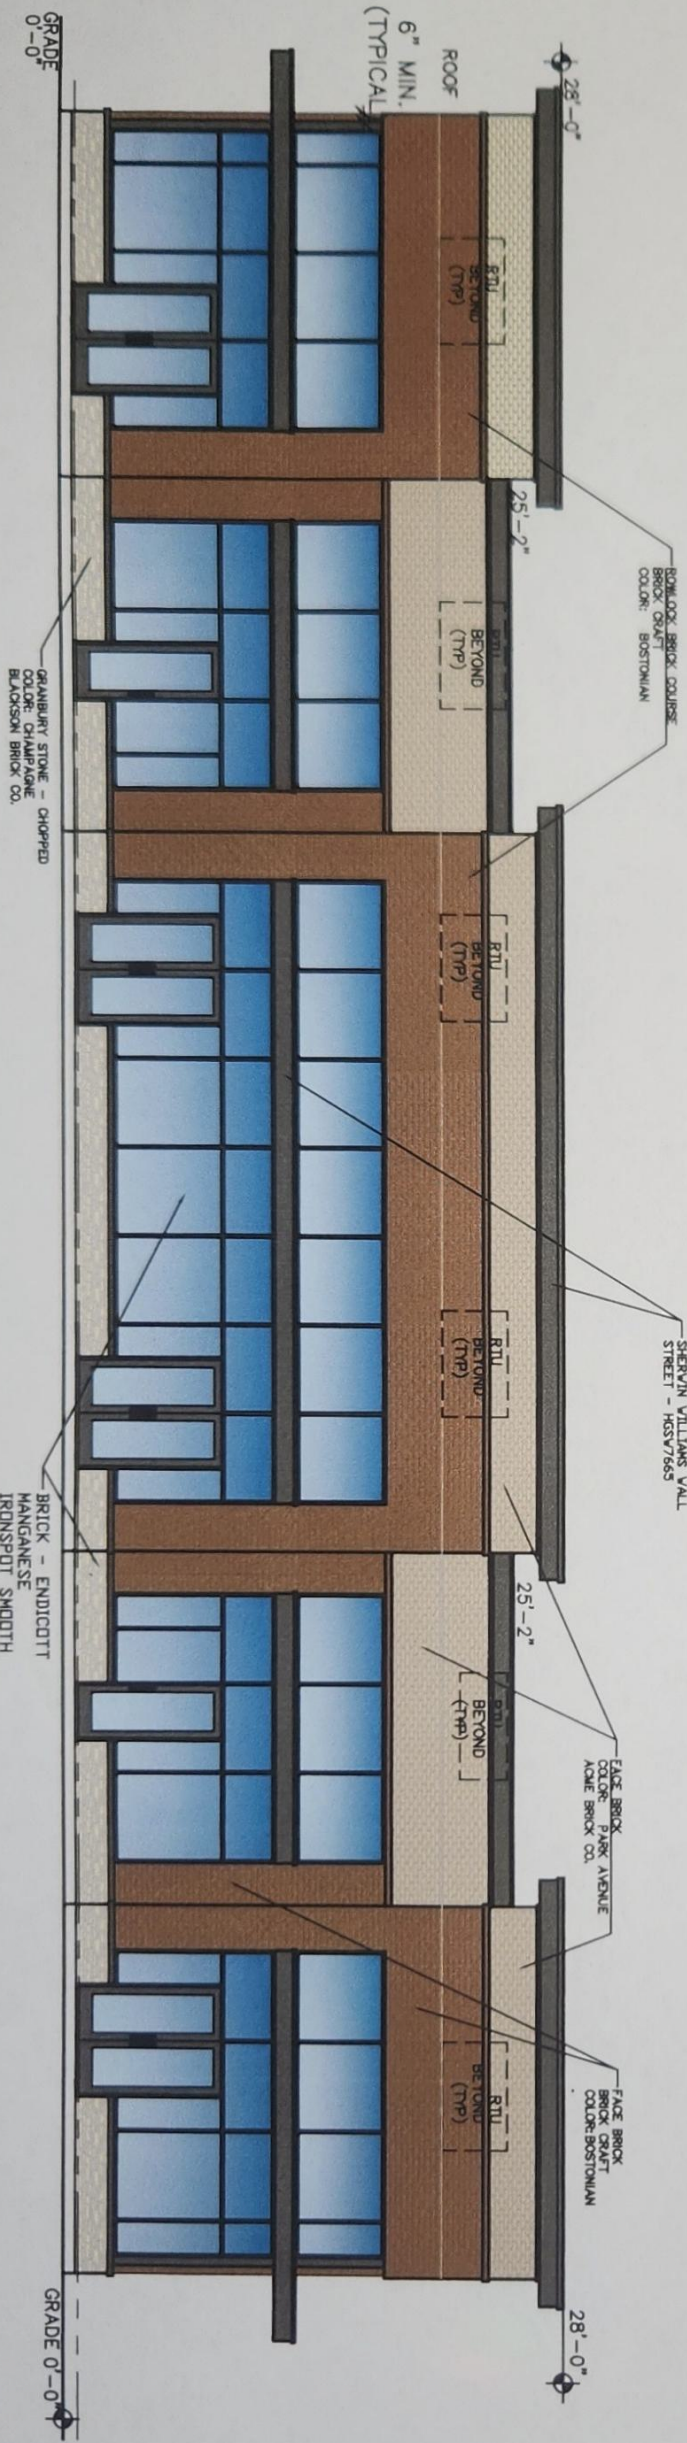 28'-0"
ROOF
6" MIN.
(TYPICAL
GRADE
0'-0"
RTU
BEYOND
(TYP)
25'-2"
RTU
BEYOND
(TYP)
RTU
BEYOND
(TYP)
RTU
BEYOND
(TYP)
25'-2"
RTU
BEYOND
(TYP)
RTU
BEYOND
(TYP)
28'-0"
GRADE 0'-0"
ROWLOCK BRICK COURSE
BRICK CRAFT
COLOR: BOSTONIAN
SHERWIN WILLIAMS WALL
STREET - HGSW7665
FACE BRICK
COLOR: PARK AVENUE
ACME BRICK CO.
FACE BRICK
BRICK CRAFT
COLOR: BOSTONIAN
GRANBURY STONE - CHOPPED
COLOR: CHAMPAGNE
BLACKSON BRICK CO.
BRICK - ENDICOTT
MANGANESE
IRONSPOT SMOOTH